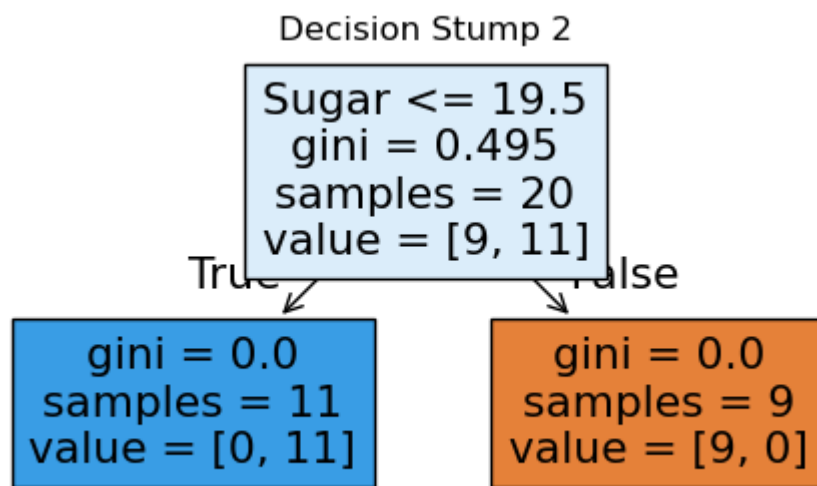 Decision Stump 2
Sugar <= 19.5
gini = 0.495
samples = 20
value = [9, 11]
True
False
gini = 0.0
samples = 11
value = [0, 11]
gini = 0.0
samples = 9
value = [9, 0]